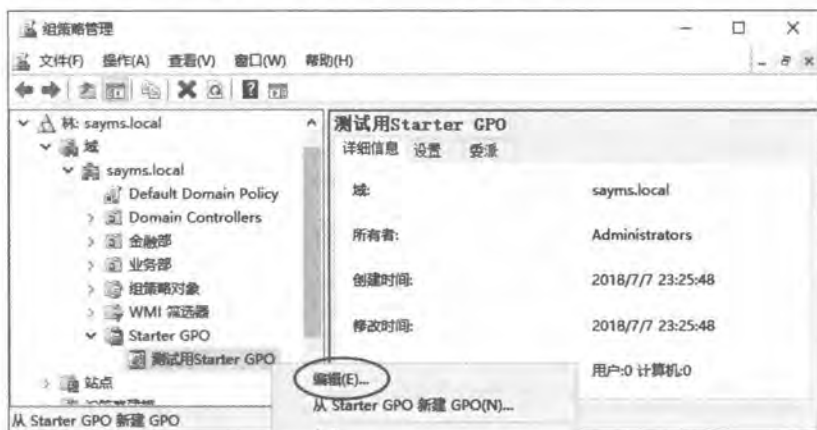 组策略管理
文件(F) 操作(A) 查看(V) 窗口(W) 帮助(H)
林: sayms.local
域
sayms.local
Default Domain Policy
Domain Controllers
金融部
业务部
组策略对象
WMI 筛选器
Starter GPO
测试用Starter GPO
站点
测试用Starter GPO
详细信息 设置 委派
域: sayms.local
所有者: Administrators
创建时间: 2018/7/7 23:25:48
修改时间: 2018/7/7 23:25:48
用户:0 计算机:0
编辑(E)...
从 Starter GPO 新建 GPO(N)...
从 Starter GPO 新建 GPO